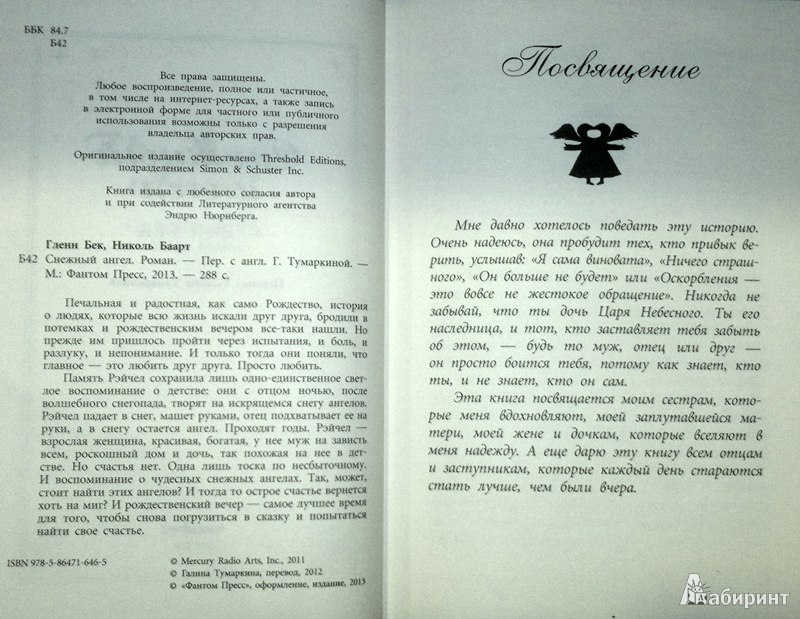 ББК 84.7
Б42
Все права защищены.
Любое воспроизведение, полное или частичное,
в том числе на интернет-ресурсах, а также запись
в электронной форме для частного или публичного
использования возможны только с разрешения
владельца авторских прав.
Оригинальное издание осуществлено Threshold Editions,
подразделением Simon & Schuster Inc.
Книга издана с любезного согласия автора
и при содействии Литературного агентства
Эндрю Нюрнберга.
Гленн Бек, Николь Баарт
Б42 Снежный ангел. Роман. — Пер. с англ. Г. Тумаркиной. —
М.: Фантом Пресс, 2013. — 288 с.
Печальная и радостная, как само Рождество, история
о людях, которые всю жизнь искали друг друга, бродили в
потемках и рождественским вечером все-таки нашли. Но
прежде им пришлось пройти через испытания, и боль, и
разлуку, и непонимание. И только тогда они поняли, что
главное — это любить друг друга. Просто любить.
Память Рэйчел сохранила лишь одно-единственное свет-
лое воспоминание о детстве: они с отцом ночью, после
волшебного снегопада, творят на искрящемся снегу ангелов.
Рэйчел падает в снег, машет руками, отец подхватывает ее на
руки, а в снегу остается ангел. Проходят годы. Рэйчел —
взрослая женщина, красивая, богатая, у нее муж на зависть
всем, роскошный дом и дочь, так похожая на нее в дет-
стве. Но счастья нет. Одна лишь тоска по несбыточному.
И воспоминание о чудесных снежных ангелах. Так, может,
стоит найти этих ангелов? И тогда то острое счастье вернется
хоть на миг? И рождественский вечер — самое лучшее время
для того, чтобы снова погрузиться в сказку и попытаться
найти свое счастье.
ISBN 978-5-86471-646-5
© Mercury Radio Arts, Inc., 2011
© Галина Тумаркина, перевод, 2012
© «Фантом Пресс», оформление, издание, 2013
Посвящение
Мне давно хотелось поведать эту историю.
Очень надеюсь, она пробудит тех, кто привык ве-
рить, услышав: «Я сама виновата», «Ничего страш-
ного», «Он больше не будет» или «Оскорбления —
это вовсе не жестокое обращение». Никогда не
забывай, что ты дочь Царя Небесного. Ты его
наследница, и тот, кто заставляет тебя забыть
об этом, — будь то муж, отец или друг —
он просто боится тебя, потому как знает, кто
ты, и не знает, кто он сам.
Эта книга посвящается моим сестрам, кото-
рые меня вдохновляют, моей заплутавшейся ма-
тери, моей жене и дочкам, которые вселяют в
меня надежду. А еще дарю эту книгу всем отцам
и заступникам, которые каждый день стараются
стать лучше, чем были вчера.
Лабиринт